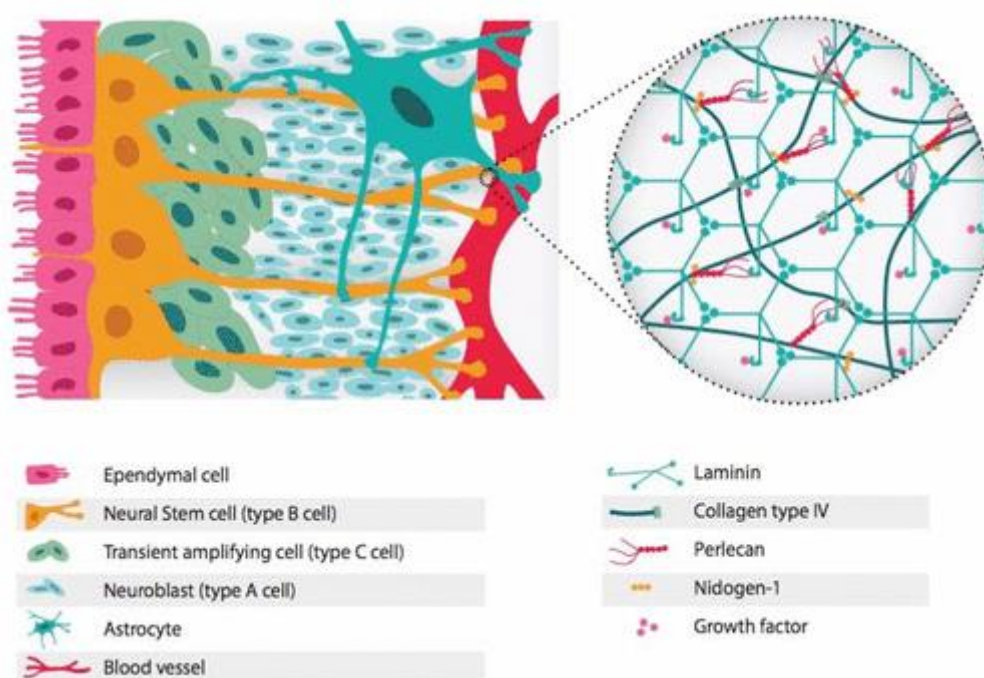 Ependymal cell
Neural Stem cell (type B cell)
Transient amplifying cell (type C cell)
Neuroblast (type A cell)
Astrocyte
Blood vessel
Laminin
Collagen type IV
Perlecan
Nidogen-1
Growth factor